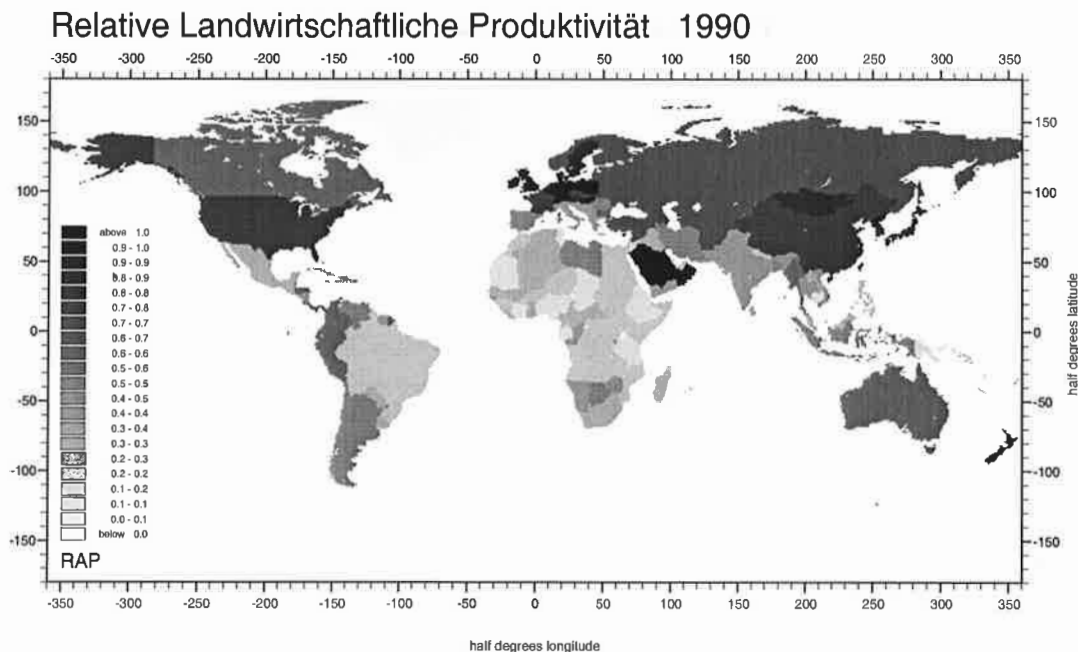 Relative Landwirtschaftliche Produktivität 1990
-350 -300 -250 -200 -150 -100 -50 0 50 100 150 200 250 300 350
150 150
100 100
50 50
0 0
-50 -50
-100 -100
-150 -150
half degrees latitude
above 1.0
0.9 - 1.0
0.9 - 0.9
0.8 - 0.9
0.8 - 0.8
0.7 - 0.8
0.7 - 0.7
0.6 - 0.7
0.6 - 0.6
0.5 - 0.6
0.5 - 0.5
0.4 - 0.5
0.4 - 0.4
0.3 - 0.4
0.3 - 0.3
0.2 - 0.3
0.2 - 0.2
0.1 - 0.2
0.1 - 0.1
0.0 - 0.1
below 0.0
RAP
-350 -300 -250 -200 -150 -100 -50 0 50 100 150 200 250 300 350
half degrees longitude